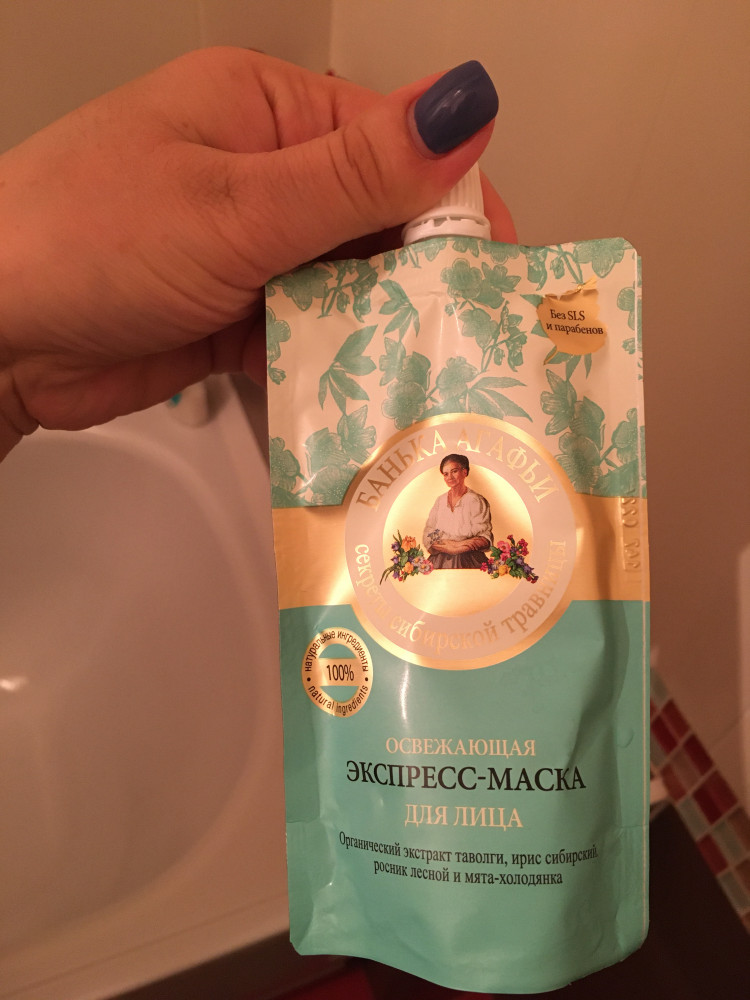 Без SLS
и парабенов
БАНЬКА АГАФЬИ
секреты сибирской травницы
натуральные ингредиенты
100%
natural ingredients
ОСВЕЖАЮЩАЯ
ЭКСПРЕСС-МАСКА
ДЛЯ ЛИЦА
Органический экстракт таволги, ирис сибирский,
росник лесной и мята-холодянка